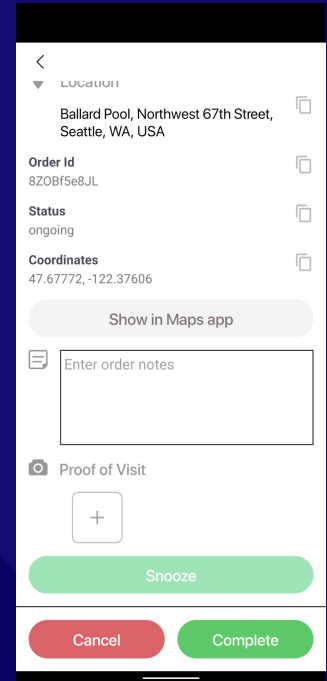 Location
Ballard Pool, Northwest 67th Street,
Seattle, WA, USA
Order Id
8ZOBf5e8JL
Status
ongoing
Coordinates
47.67772, -122.37606
Show in Maps app
Enter order notes
Proof of Visit
Snooze
Cancel
Complete